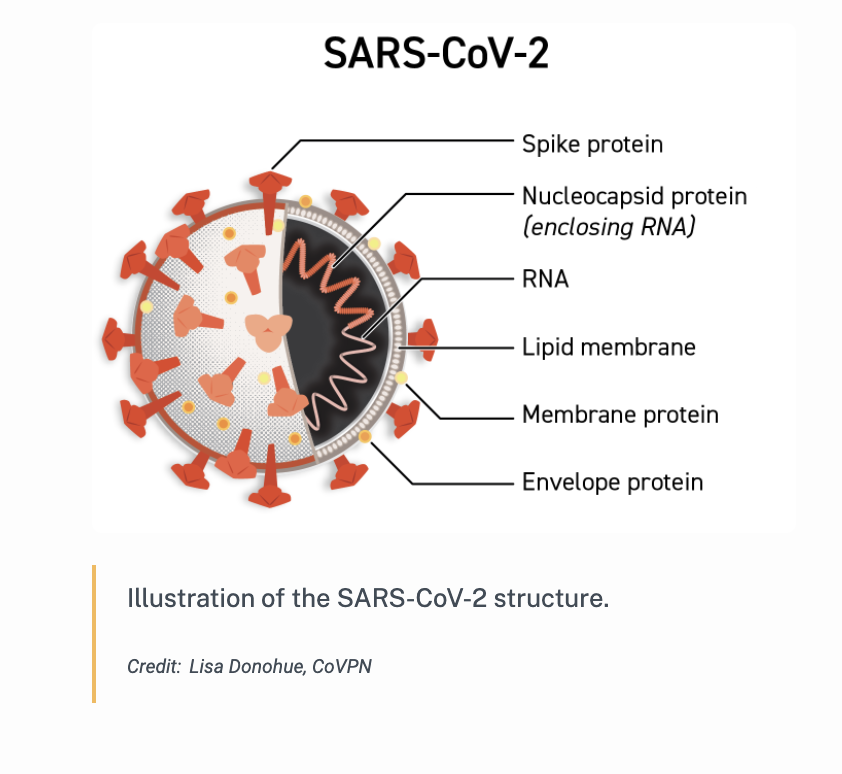 SARS-CoV-2
Spike protein
Nucleocapsid protein
(enclosing RNA)
RNA
Lipid membrane
Membrane protein
Envelope protein
Illustration of the SARS-CoV-2 structure.
Credit: Lisa Donohue, CoVPN